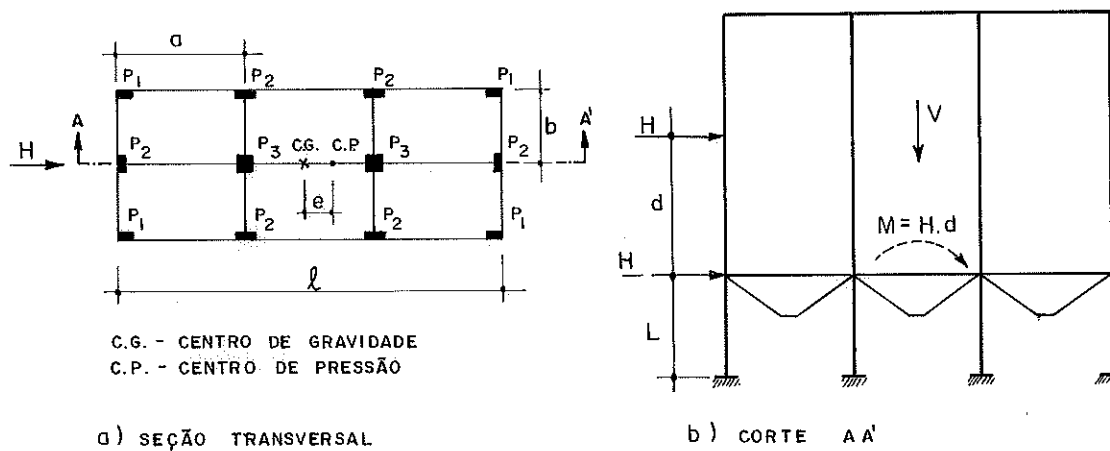 a
P1 P2 P2 P1
A A'
b
H
P2 P3 C.G. C.P. P3 P2
e
P1 P2 P2 P1
ℓ
C.G. - CENTRO DE GRAVIDADE
C.P. - CENTRO DE PRESSÃO
a) SEÇÃO TRANSVERSAL
H
V
d
M = H.d
H
L
b) CORTE AA'